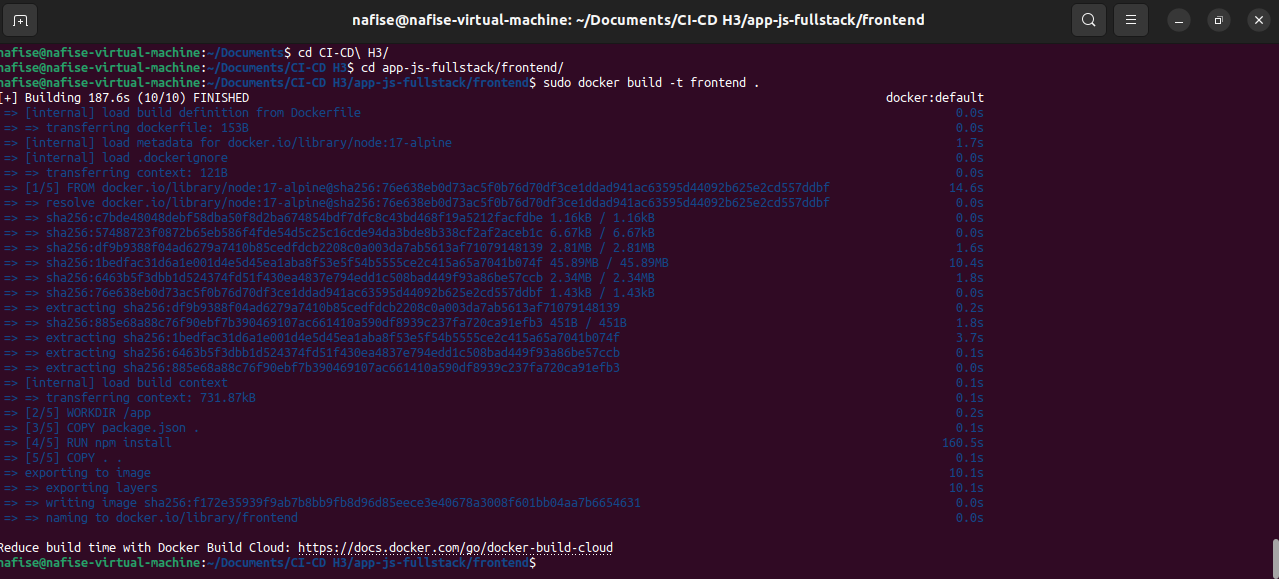 nafise@nafise-virtual-machine: ~/Documents/CI-CD H3/app-js-fullstack/frontend
nafise@nafise-virtual-machine:~/Documents$ cd CI-CD\ H3/
nafise@nafise-virtual-machine:~/Documents/CI-CD H3$ cd app-js-fullstack/frontend/
nafise@nafise-virtual-machine:~/Documents/CI-CD H3/app-js-fullstack/frontend$ sudo docker build -t frontend .
[+] Building 187.6s (10/10) FINISHED docker:default
=> [internal] load build definition from Dockerfile 0.0s
=> => transferring dockerfile: 153B 0.0s
=> [internal] load metadata for docker.io/library/node:17-alpine 1.7s
=> [internal] load .dockerignore 0.0s
=> => transferring context: 121B 0.0s
=> [1/5] FROM docker.io/library/node:17-alpine@sha256:76e638eb0d73ac5f0b76d70df3ce1ddad941ac63595d44092b625e2cd557ddbf 14.6s
=> => resolve docker.io/library/node:17-alpine@sha256:76e638eb0d73ac5f0b76d70df3ce1ddad941ac63595d44092b625e2cd557ddbf 0.0s
=> => sha256:c7bde48048debf58dba50f8d2ba674854bdf7dfc8c43bd468f19a5212facfdbe 1.16kB / 1.16kB 0.0s
=> => sha256:57488723f0872b65eb586f4fde54d5c25c16cde94da3bde8b338cf2af2aceb1c 6.67kB / 6.67kB 0.0s
=> => sha256:df9b9388f04ad6279a7410b85cedfdcb2208c0a003da7ab5613af71079148139 2.81MB / 2.81MB 1.6s
=> => sha256:1bedfac31d6a1e001d4e5d45ea1aba8f53e5f54b5555ce2c415a65a7041b074f 45.89MB / 45.89MB 10.4s
=> => sha256:6463b5f3dbb1d524374fd51f430ea4837e794edd1c508bad449f93a86be57ccb 2.34MB / 2.34MB 1.8s
=> => sha256:76e638eb0d73ac5f0b76d70df3ce1ddad941ac63595d44092b625e2cd557ddbf 1.43kB / 1.43kB 0.0s
=> => extracting sha256:df9b9388f04ad6279a7410b85cedfdcb2208c0a003da7ab5613af71079148139 0.2s
=> => sha256:885e68a88c76f90ebf7b390469107ac661410a590df8939c237fa720ca91efb3 451B / 451B 1.8s
=> => extracting sha256:1bedfac31d6a1e001d4e5d45ea1aba8f53e5f54b5555ce2c415a65a7041b074f 3.7s
=> => extracting sha256:6463b5f3dbb1d524374fd51f430ea4837e794edd1c508bad449f93a86be57ccb 0.1s
=> => extracting sha256:885e68a88c76f90ebf7b390469107ac661410a590df8939c237fa720ca91efb3 0.0s
=> [internal] load build context 0.1s
=> => transferring context: 731.87kB 0.1s
=> [2/5] WORKDIR /app 0.2s
=> [3/5] COPY package.json . 0.1s
=> [4/5] RUN npm install 160.5s
=> [5/5] COPY . . 0.1s
=> exporting to image 10.1s
=> => exporting layers 10.1s
=> => writing image sha256:f172e35939f9ab7b8bb9fb8d96d85eece3e40678a3008f601bb04aa7b6654631 0.0s
=> => naming to docker.io/library/frontend 0.0s
Reduce build time with Docker Build Cloud: https://docs.docker.com/go/docker-build-cloud
nafise@nafise-virtual-machine:~/Documents/CI-CD H3/app-js-fullstack/frontend$